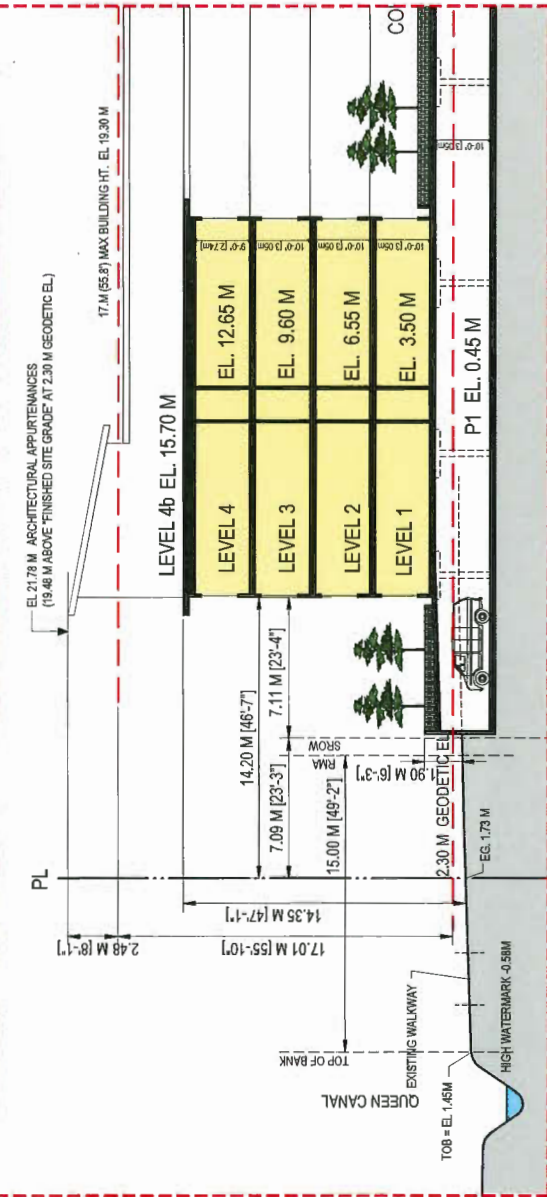 EL 21.78 M ARCHITECTURAL APPURTENANCES
(19.48 M ABOVE "FINISHED SITE GRADE" AT 2.30 M GEODETIC EL)
17.M (55.8') MAX BUILDING HT. EL 19.30 M
PL
2.48 M [8'-1"]
17.01 M [55'-10"]
14.35 M [47'-1"]
LEVEL 4b EL. 15.70 M
LEVEL 4
EL. 12.65 M
9'-0" [2.74m]
LEVEL 3
EL. 9.60 M
10'-0" [3.05m]
LEVEL 2
EL. 6.55 M
10'-0" [3.05m]
LEVEL 1
EL. 3.50 M
10'-0" [3.05m]
14.20 M [46'-7"]
7.09 M [23'-3"]
7.11 M [23'-4"]
15.00 M [49'-2"]
RMA
SROW
1.90 M [6'-3"]
2.30 M GEODETIC EL
P1 EL. 0.45 M
10'-0" [3.05m]
CO
EG. 1.73 M
TOP OF BANK
QUEEN CANAL
EXISTING WALKWAY
TOB = EL 1.45M
HIGH WATERMARK -0.58M